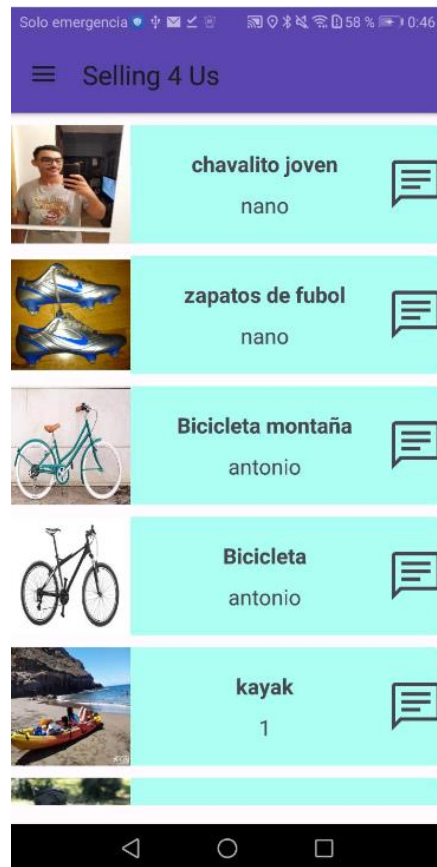 Solo emergencia 58 % 0:46
Selling 4 Us
chavalito joven
nano
zapatos de fubol
nano
Bicicleta montaña
antonio
Bicicleta
antonio
kayak
1